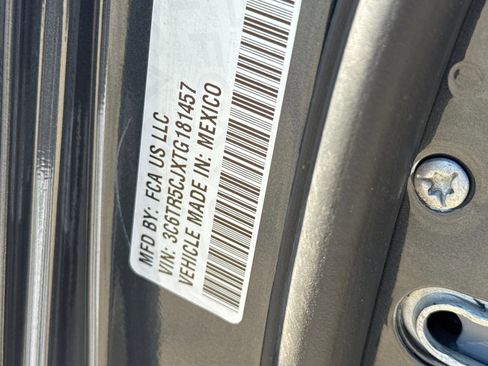 MFD BY: FCA US LLC
VIN: 3C6TR5CJXTG181457
VEHICLE MADE IN: MEXICO